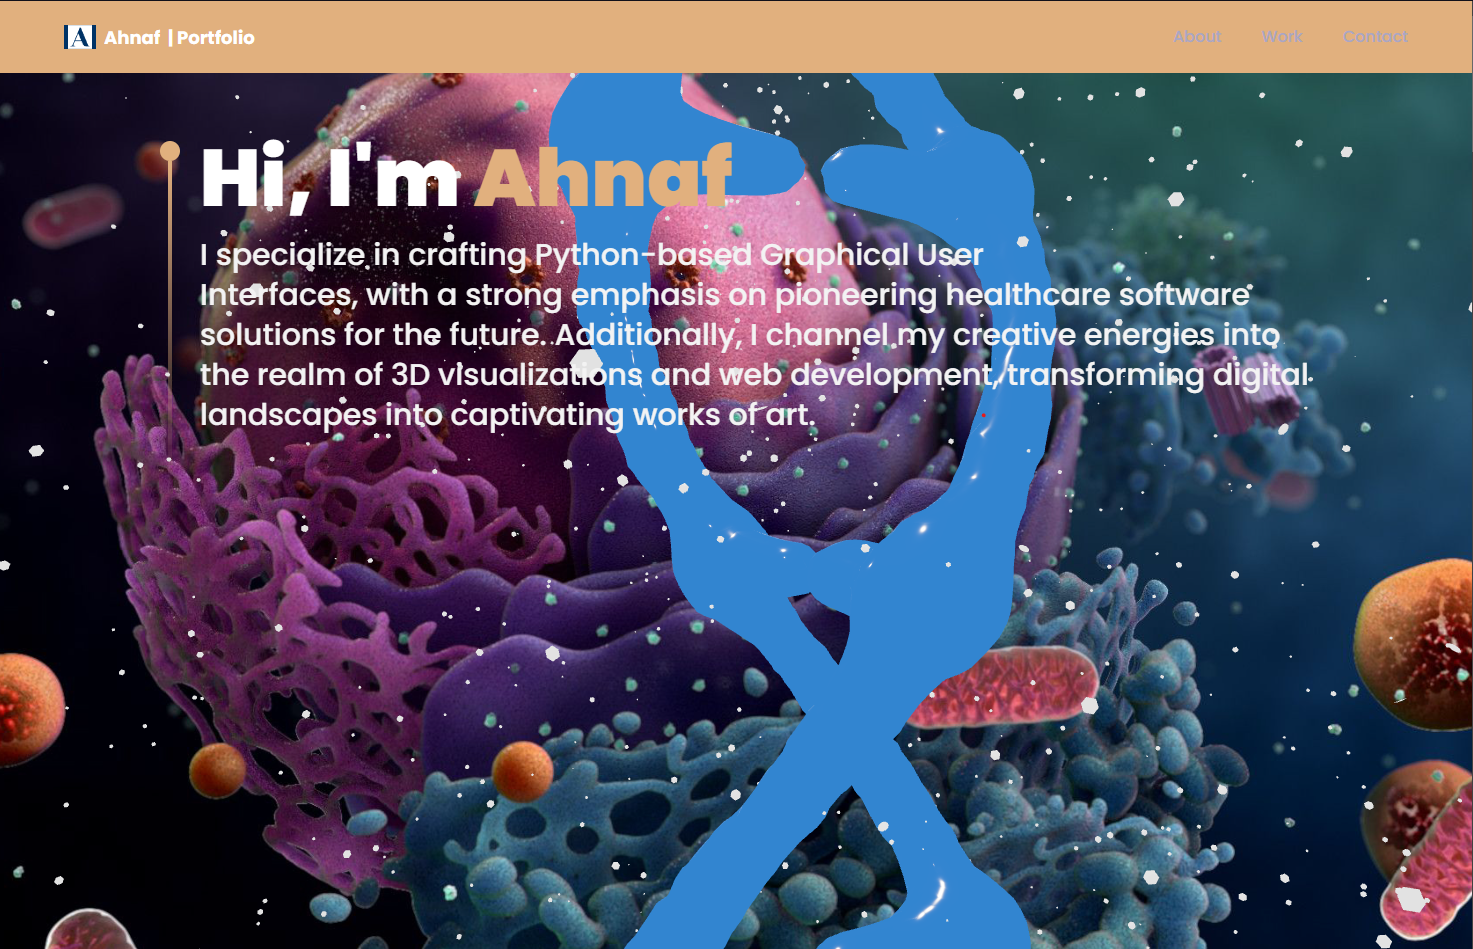 A Ahnaf | Portfolio
About Work Contact
Hi, I'm Ahnaf
I specialize in crafting Python-based Graphical User
Interfaces, with a strong emphasis on pioneering healthcare software
solutions for the future. Additionally, I channel my creative energies into
the realm of 3D visualizations and web development, transforming digital
landscapes into captivating works of art.